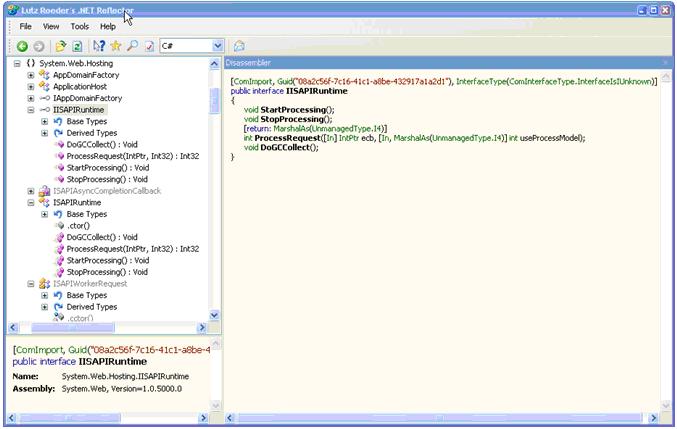 Lutz Roeder's .NET Reflector
File View Tools Help
C#
System.Web.Hosting
AppDomainFactory
ApplicationHost
IAppDomainFactory
IISAPIRuntime
Base Types
Derived Types
DoGCCollect() : Void
ProcessRequest(IntPtr, Int32) : Int32
StartProcessing() : Void
StopProcessing() : Void
ISAPIAsyncCompletionCallback
ISAPIRuntime
Base Types
.ctor()
DoGCCollect() : Void
ProcessRequest(IntPtr, Int32) : Int32
StartProcessing() : Void
StopProcessing() : Void
ISAPIWorkerRequest
Base Types
Derived Types
.cctor()
[ComImport, Guid("08a2c56f-7c16-41c1-a8be-4
public interface IISAPIRuntime
Name: System.Web.Hosting.IISAPIRuntime
Assembly: System.Web, Version=1.0.5000.0
Disassembler
[ComImport, Guid("08a2c56f-7c16-41c1-a8be-432917a1a2d1"), InterfaceType(ComInterfaceType.InterfaceIsIUnknown)]
public interface IISAPIRuntime
{
void StartProcessing();
void StopProcessing();
[return: MarshalAs(UnmanagedType.I4)]
int ProcessRequest([In] IntPtr ecb, [In, MarshalAs(UnmanagedType.I4)] int useProcessModel);
void DoGCCollect();
}